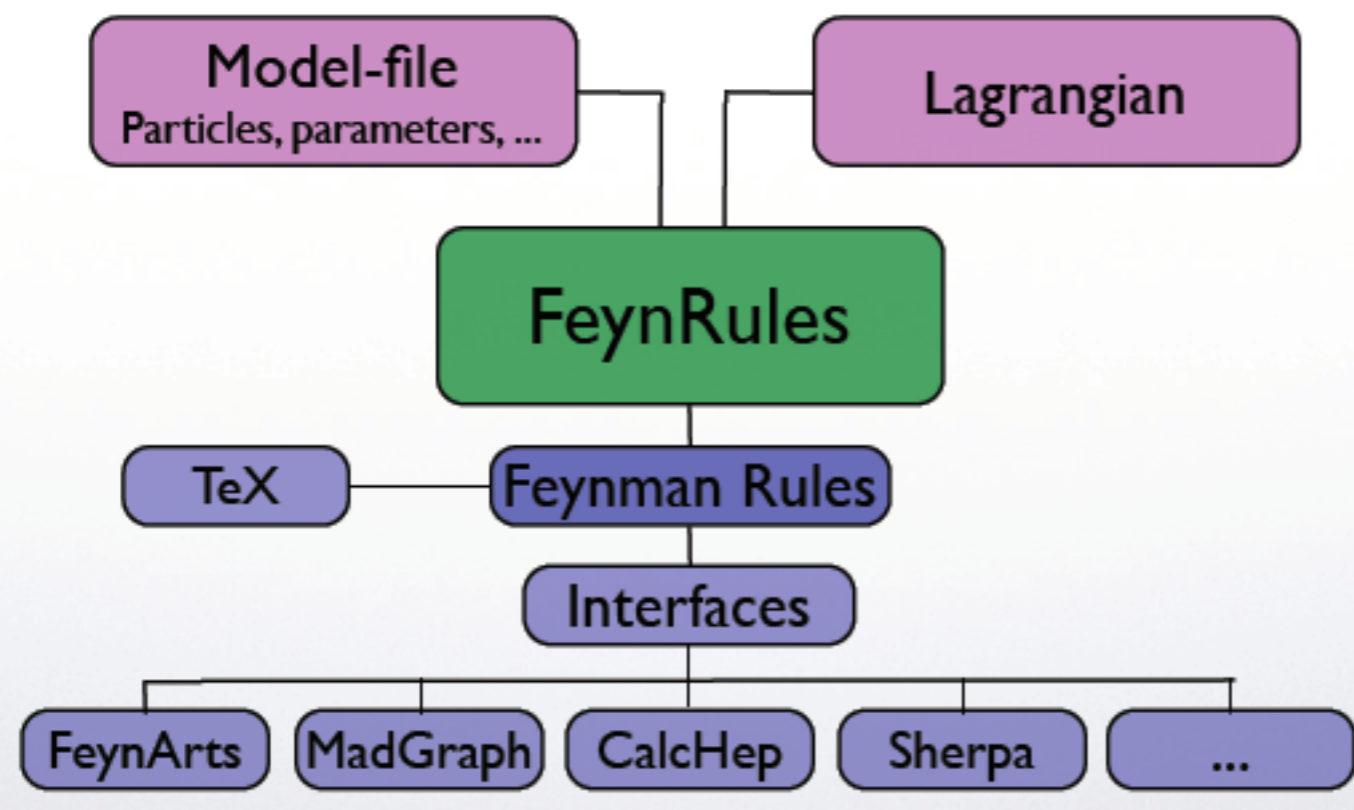 Model-file
Particles, parameters, ...
Lagrangian
FeynRules
TeX
Feynman Rules
Interfaces
FeynArts
MadGraph
CalcHep
Sherpa
...